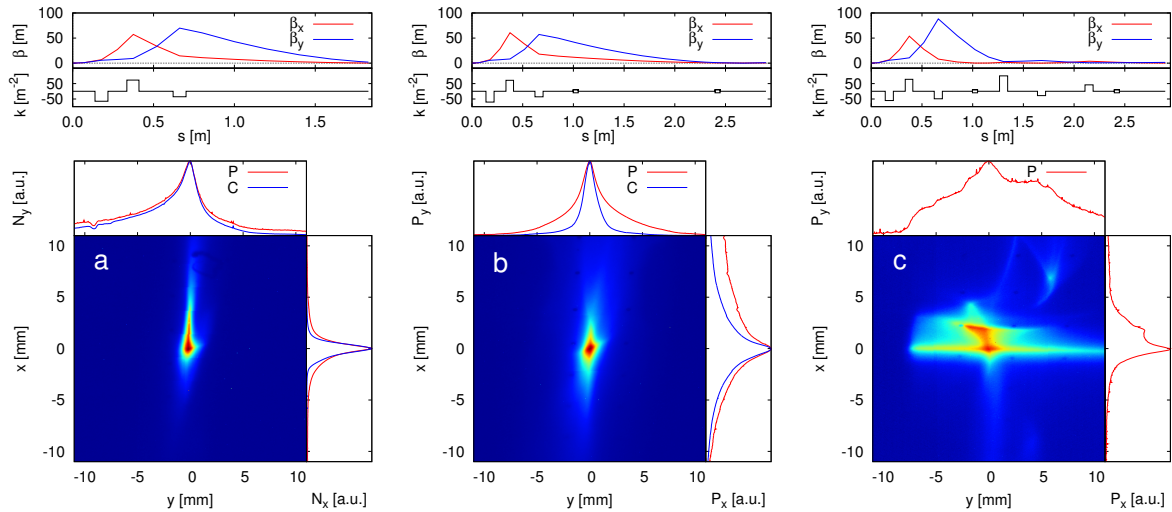 β [m]
100
50
0
βx
βy
k [m⁻²]
50
-50
0.0 0.5 1.0 1.5
s [m]
β [m]
100
50
0
βx
βy
k [m⁻²]
50
-50
0.0 0.5 1.0 1.5 2.0 2.5
s [m]
β [m]
100
50
0
βx
βy
k [m⁻²]
50
-50
0.0 0.5 1.0 1.5 2.0 2.5
s [m]
Ny [a.u.]
P
C
a
x [mm]
10
5
0
-5
-10
-10 -5 0 5 10
y [mm]
Nx [a.u.]
Py [a.u.]
P
C
b
x [mm]
10
5
0
-5
-10
-10 -5 0 5 10
y [mm]
Px [a.u.]
Py [a.u.]
P
c
x [mm]
10
5
0
-5
-10
-10 -5 0 5 10
y [mm]
Px [a.u.]